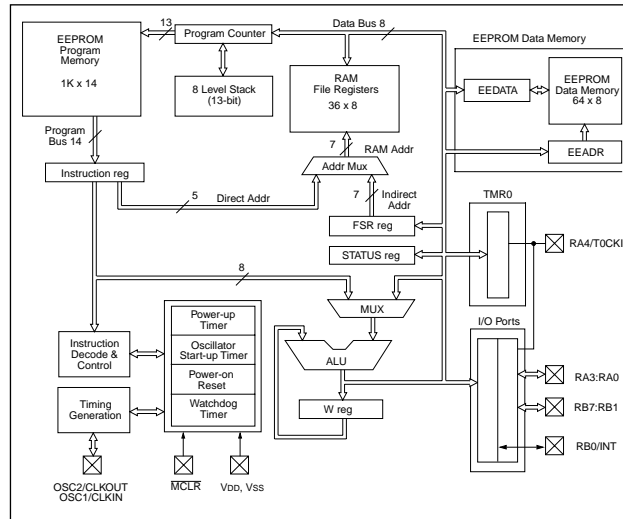 13
Data Bus 8
EEPROM
Program
Memory
1K x 14
Program Counter
8 Level Stack
(13-bit)
RAM
File Registers
36 x 8
EEPROM Data Memory
EEDATA
EEPROM
Data Memory
64 x 8
EEADR
Program
Bus 14
7
RAM Addr
Addr Mux
Instruction reg
5
Direct Addr
7
Indirect
Addr
FSR reg
STATUS reg
TMR0
RA4/T0CKI
8
MUX
I/O Ports
Power-up
Timer
Oscillator
Start-up Timer
Power-on
Reset
Watchdog
Timer
Instruction
Decode &
Control
ALU
W reg
RA3:RA0
RB7:RB1
RB0/INT
Timing
Generation
OSC2/CLKOUT
OSC1/CLKIN
MCLR
VDD, VSS